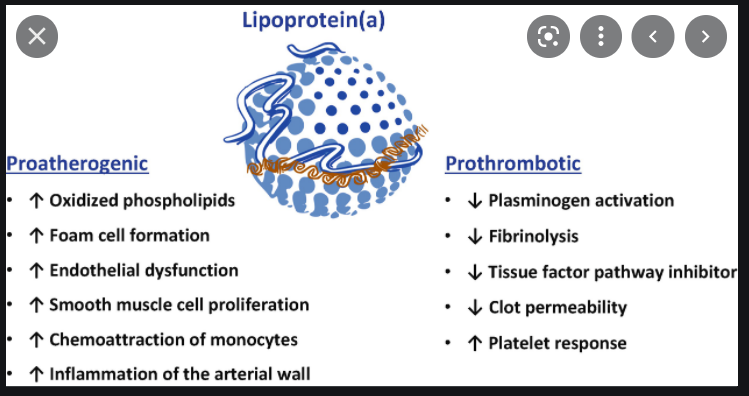 Lipoprotein(a)
Proatherogenic
• ↑ Oxidized phospholipids
• ↑ Foam cell formation
• ↑ Endothelial dysfunction
• ↑ Smooth muscle cell proliferation
• ↑ Chemoattraction of monocytes
• ↑ Inflammation of the arterial wall
Prothrombotic
• ↓ Plasminogen activation
• ↓ Fibrinolysis
• ↓ Tissue factor pathway inhibitor
• ↓ Clot permeability
• ↑ Platelet response